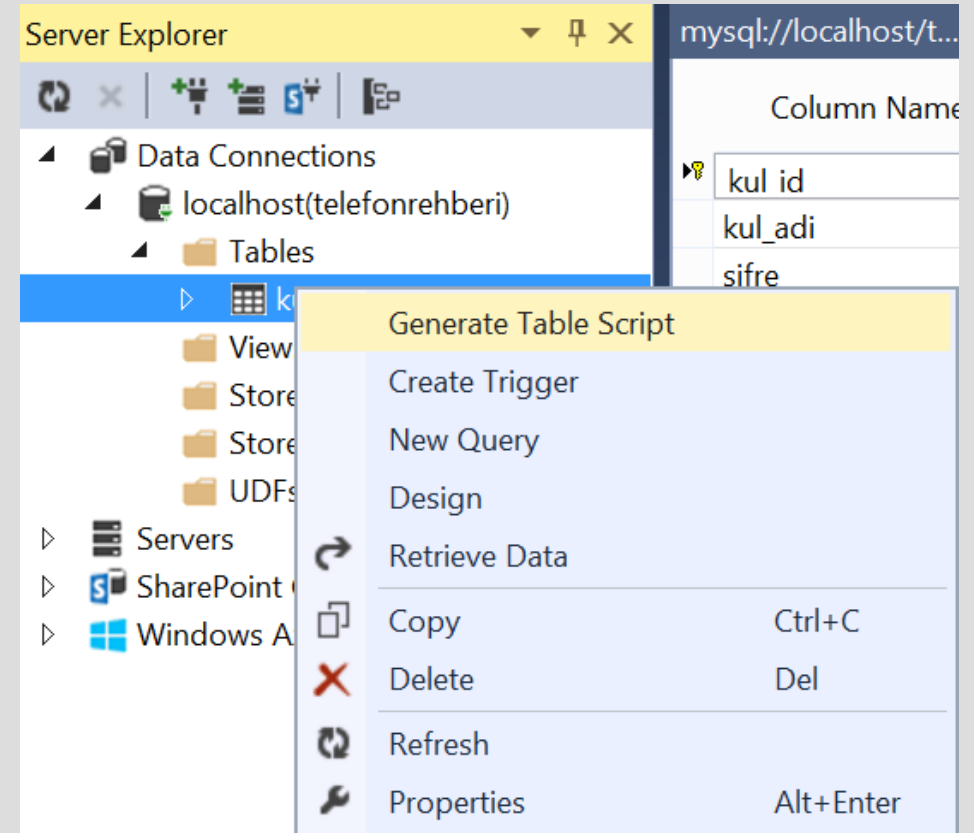 Server Explorer
mysql://localhost/t...
Column Name
Data Connections
localhost(telefonrehberi)
Tables
View
Store
Store
UDFs
Servers
SharePoint
Windows A
kul_id
kul_adi
sifre
Generate Table Script
Create Trigger
New Query
Design
Retrieve Data
Copy Ctrl+C
Delete Del
Refresh
Properties Alt+Enter